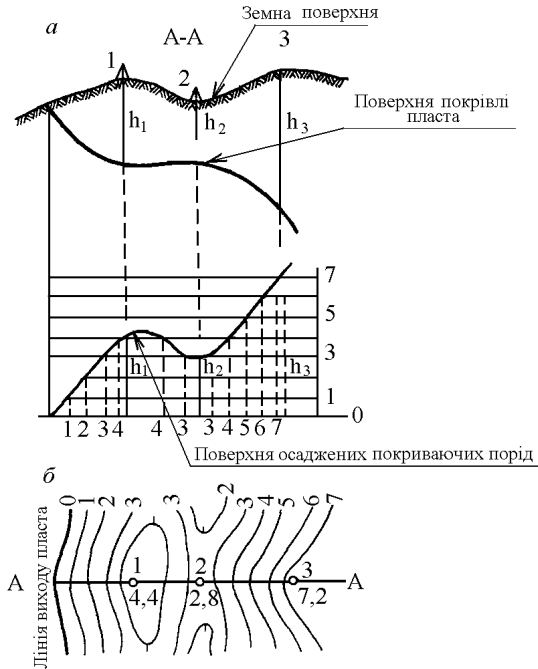 а
А-А
Земна поверхня
1
2
3
Поверхня покрівлі
пласта
h1
h2
h3
7
5
3
1
0
h1
h2
h3
1 2 3 4 4 3 3 4 5 6 7
Поверхня осаджених покриваючих порід
б
0 1 2 3 3 2 3 4 5 6 7
Лінія виходу пласта
А
1
4,4
2
2,8
3
7,2
А